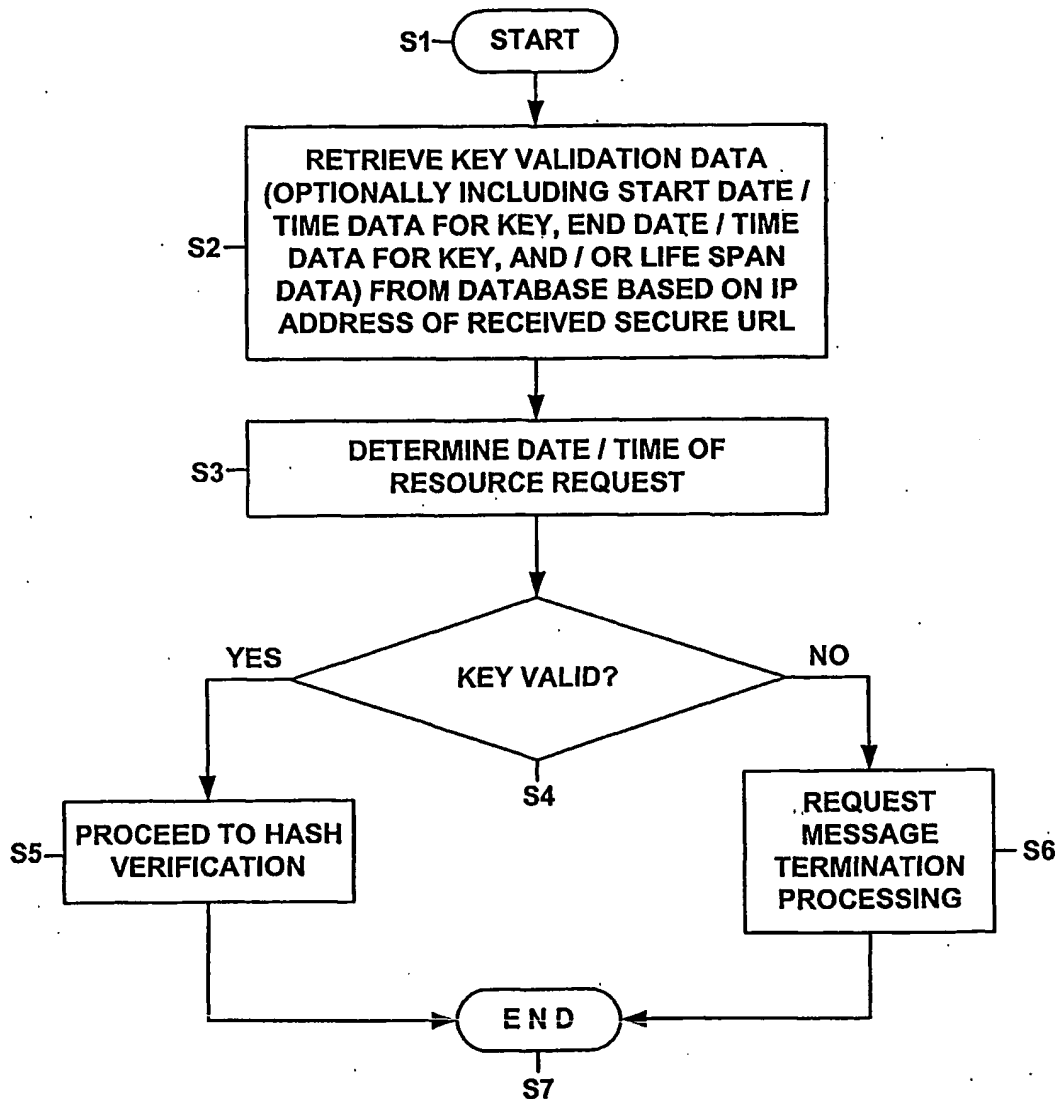 S1
START
RETRIEVE KEY VALIDATION DATA
(OPTIONALLY INCLUDING START DATE /
TIME DATA FOR KEY, END DATE / TIME
DATA FOR KEY, AND / OR LIFE SPAN
DATA) FROM DATABASE BASED ON IP
ADDRESS OF RECEIVED SECURE URL
S2
DETERMINE DATE / TIME OF
RESOURCE REQUEST
S3
YES
KEY VALID?
NO
S4
PROCEED TO HASH
VERIFICATION
S5
REQUEST
MESSAGE
TERMINATION
PROCESSING
S6
E N D
S7